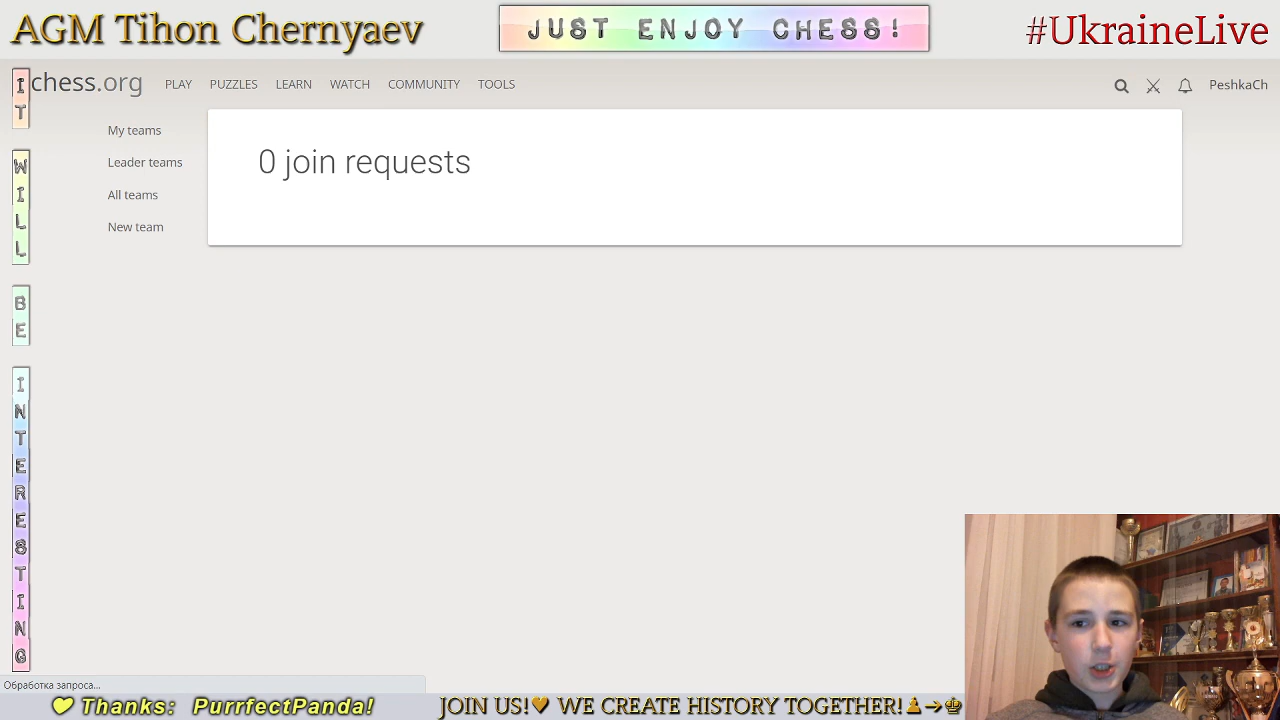 AGM Tihon Chernyaev
JUST ENJOY CHESS!
#UkraineLive
chess.org
PLAY
PUZZLES
LEARN
WATCH
COMMUNITY
TOOLS
PeshkaCh
IT
WILL
BE
INTERESTING
My teams
Leader teams
All teams
New team
0 join requests
Обработка запроса...
Thanks: PurrfectPanda!
JOIN US! WE CREATE HISTORY TOGETHER!